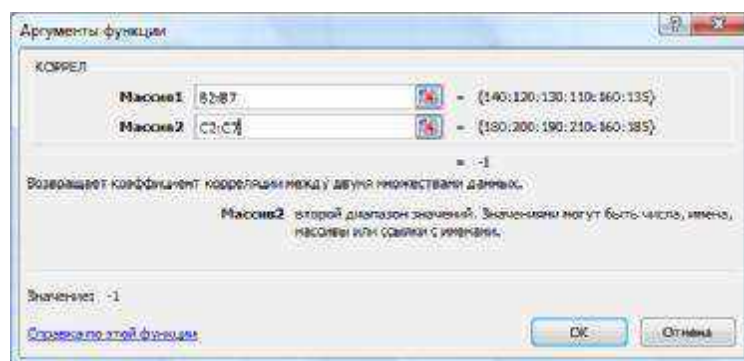 Аргументы функции
КОРРЕЛ
Массив1 B2:B7 = {140:120:130:110:160:135}
Массив2 C2:C7 = {180:200:190:210:160:185}
= -1
Возвращает коэффициент корреляции между двумя множествами данных.
Массив2 второй диапазон значений. Значениями могут быть числа, имена,
массивы или ссылки с именами.
Значение: -1
Справка по этой функции
ОК
Отмена